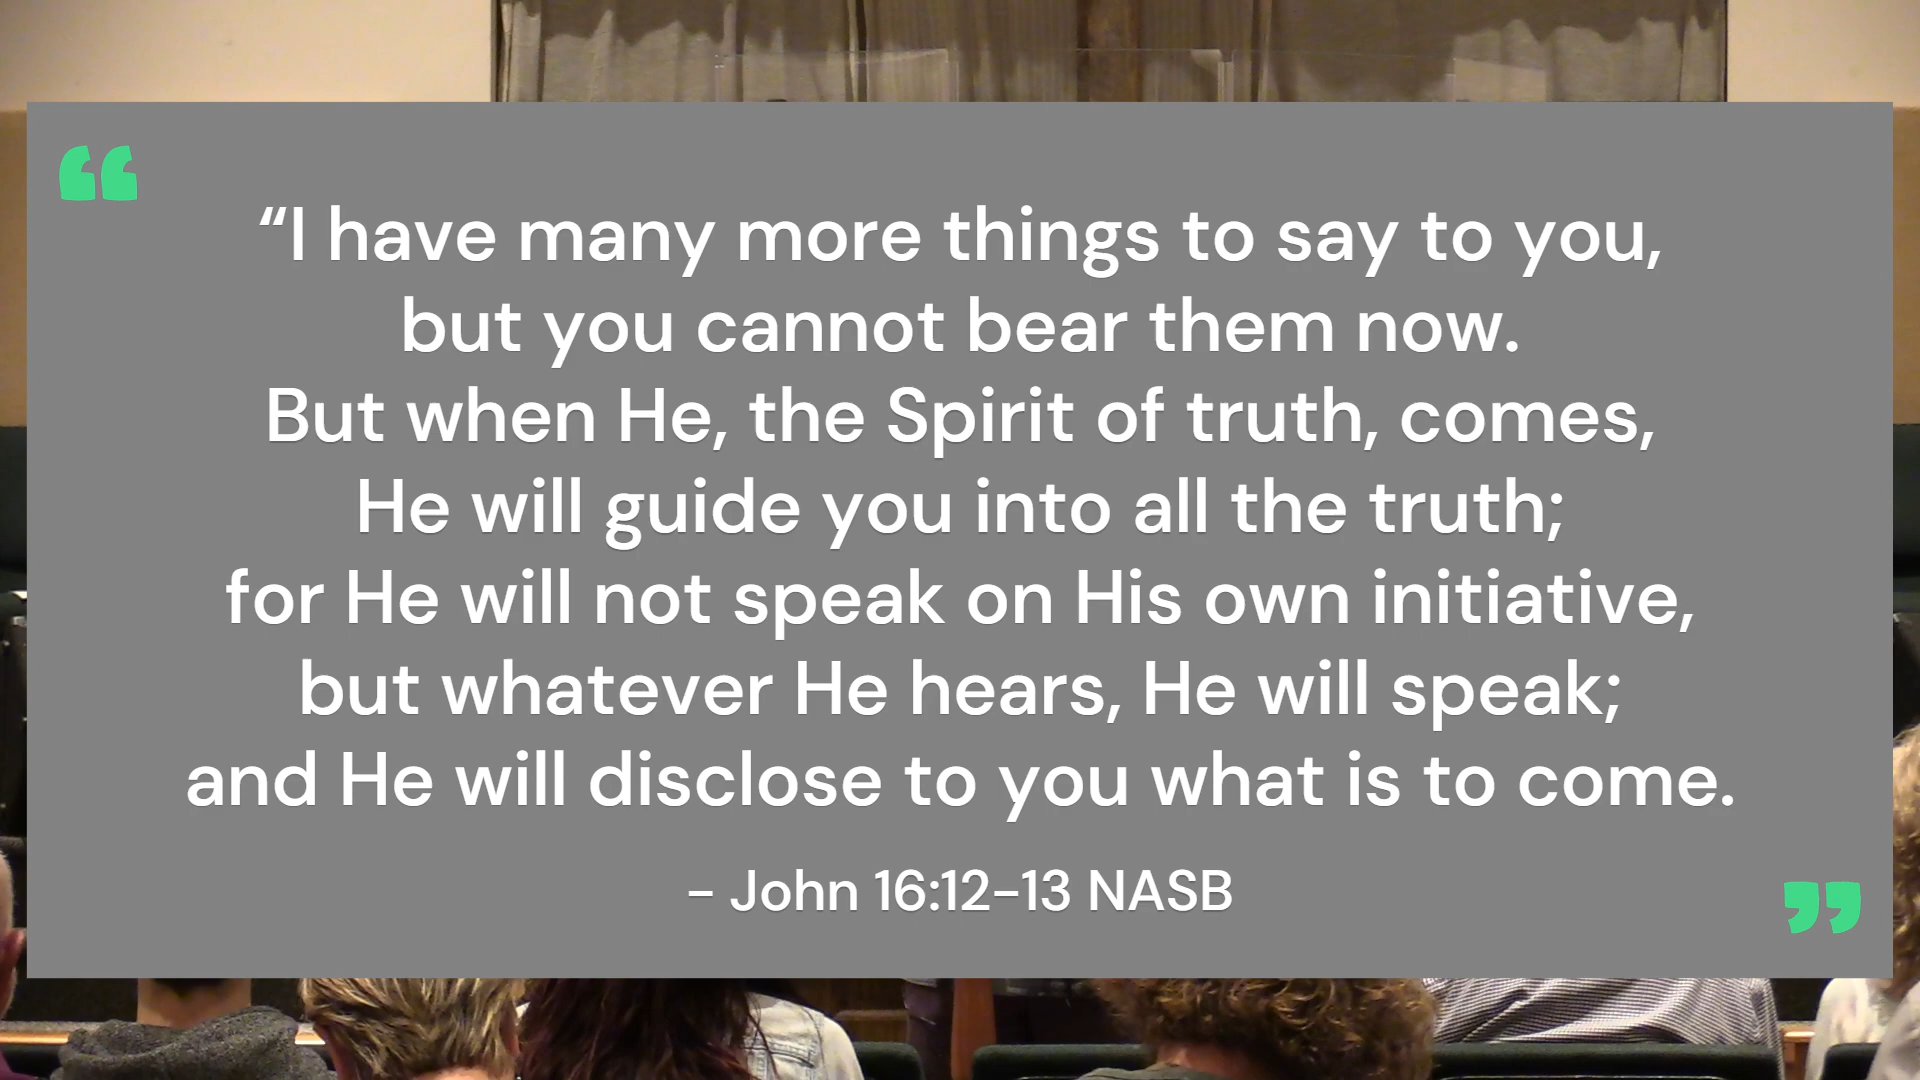 “I have many more things to say to you,
but you cannot bear them now.
But when He, the Spirit of truth, comes,
He will guide you into all the truth;
for He will not speak on His own initiative,
but whatever He hears, He will speak;
and He will disclose to you what is to come.
– John 16:12–13 NASB